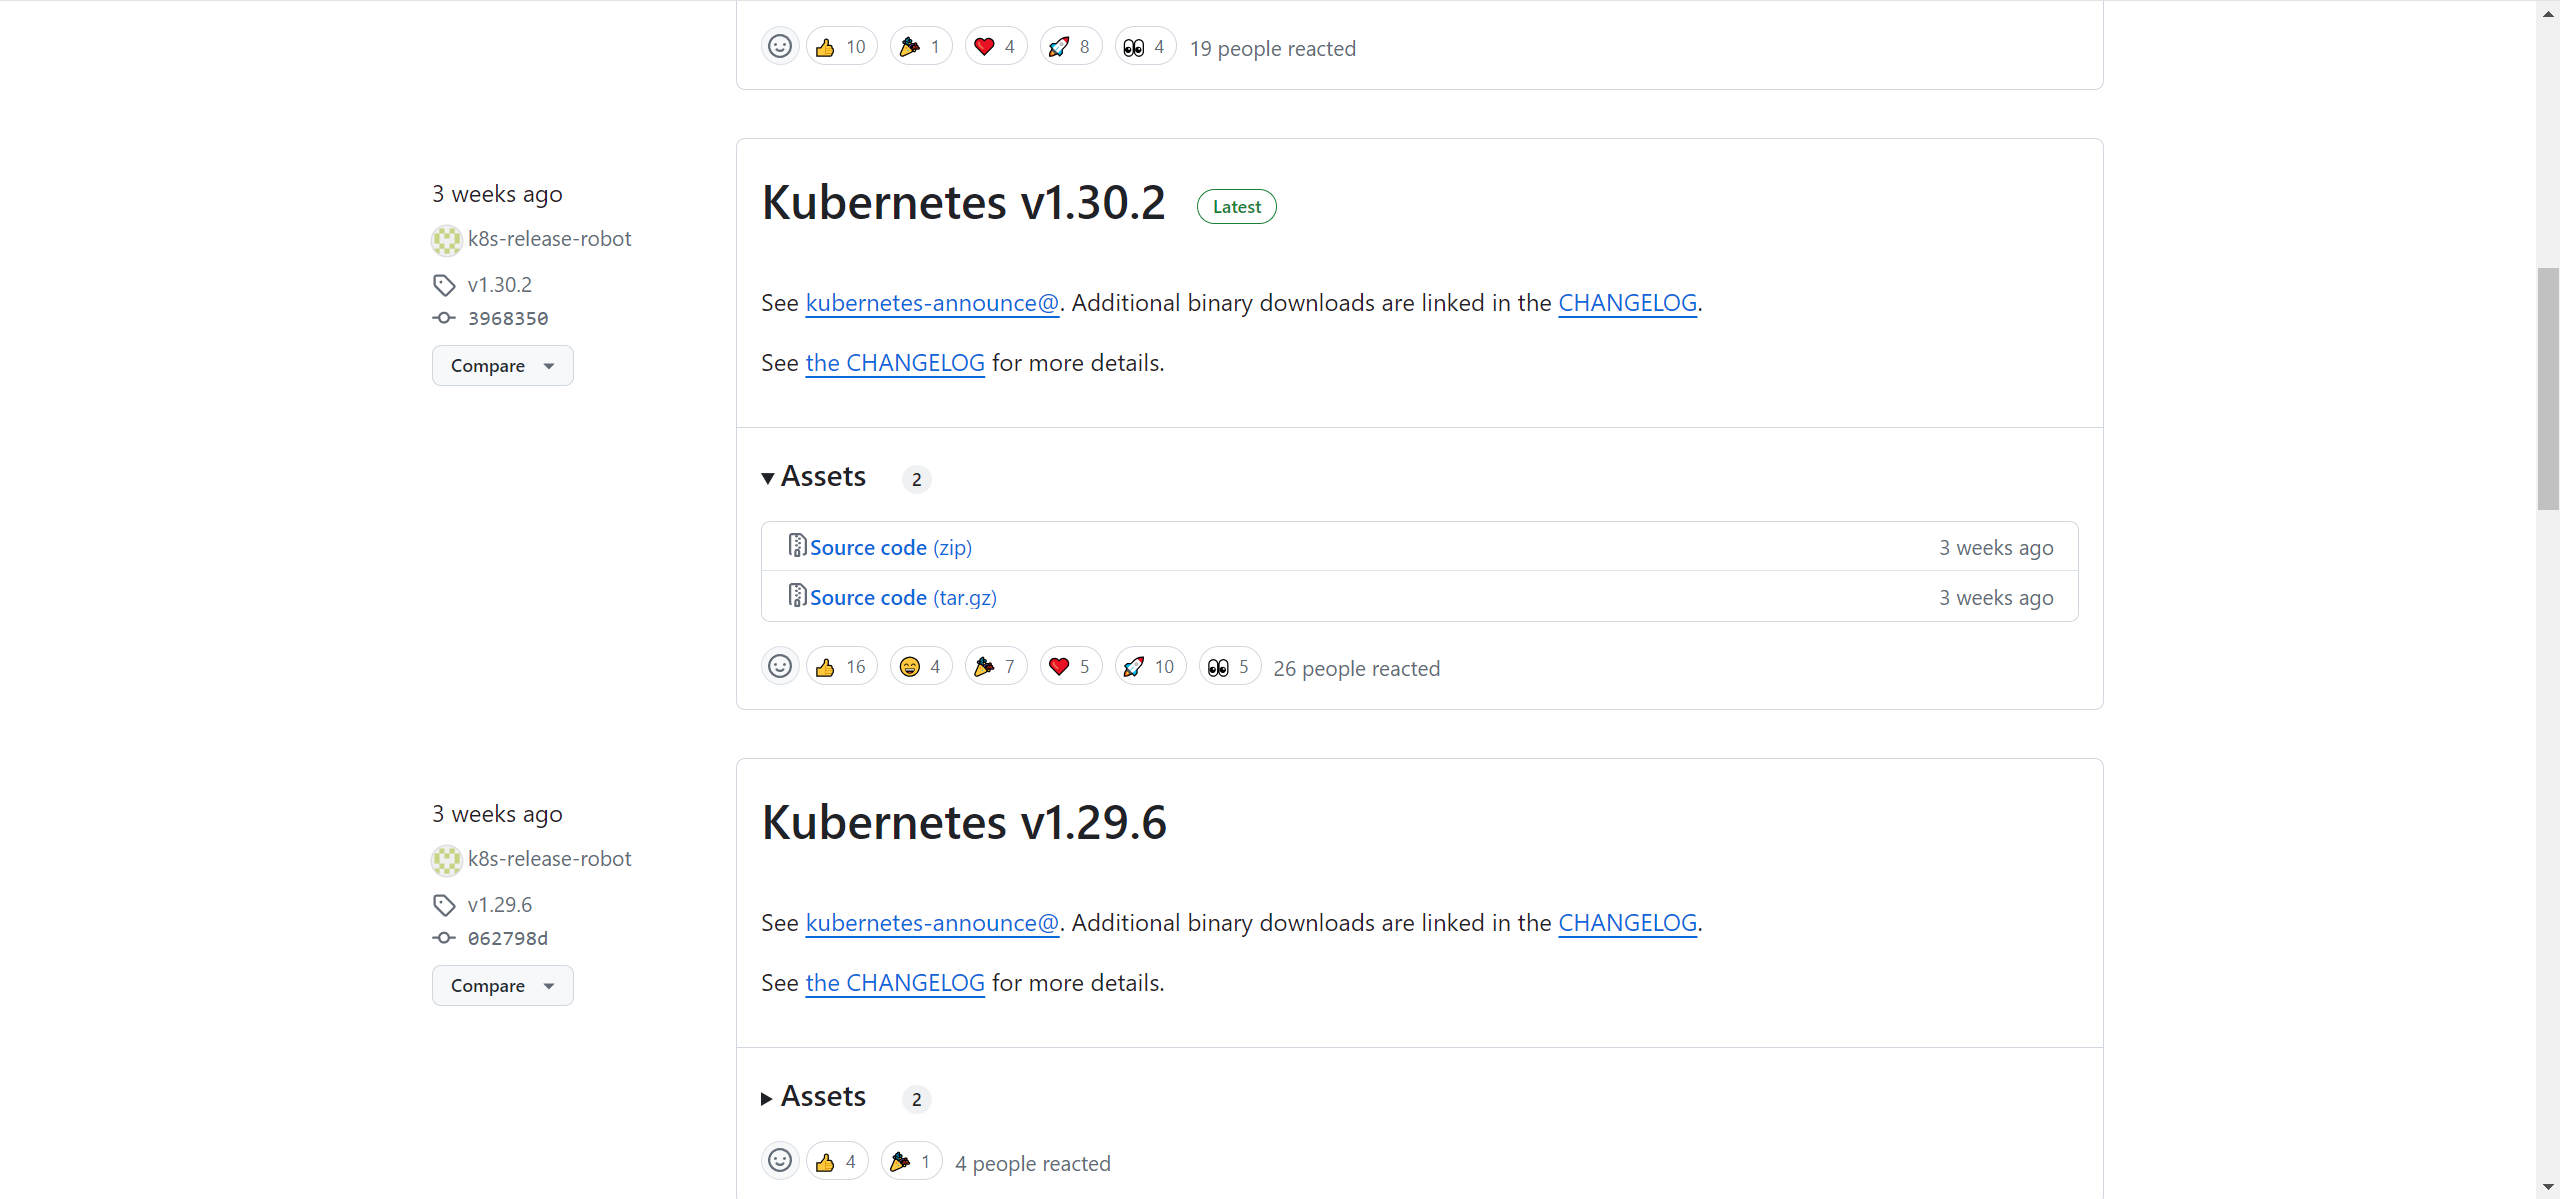 10 1 4 8 4 19 people reacted
3 weeks ago
k8s-release-robot
v1.30.2
3968350
Compare
Kubernetes v1.30.2 Latest
See kubernetes-announce@. Additional binary downloads are linked in the CHANGELOG.
See the CHANGELOG for more details.
Assets 2
Source code (zip) 3 weeks ago
Source code (tar.gz) 3 weeks ago
16 4 7 5 10 5 26 people reacted
3 weeks ago
k8s-release-robot
v1.29.6
062798d
Compare
Kubernetes v1.29.6
See kubernetes-announce@. Additional binary downloads are linked in the CHANGELOG.
See the CHANGELOG for more details.
Assets 2
4 1 4 people reacted